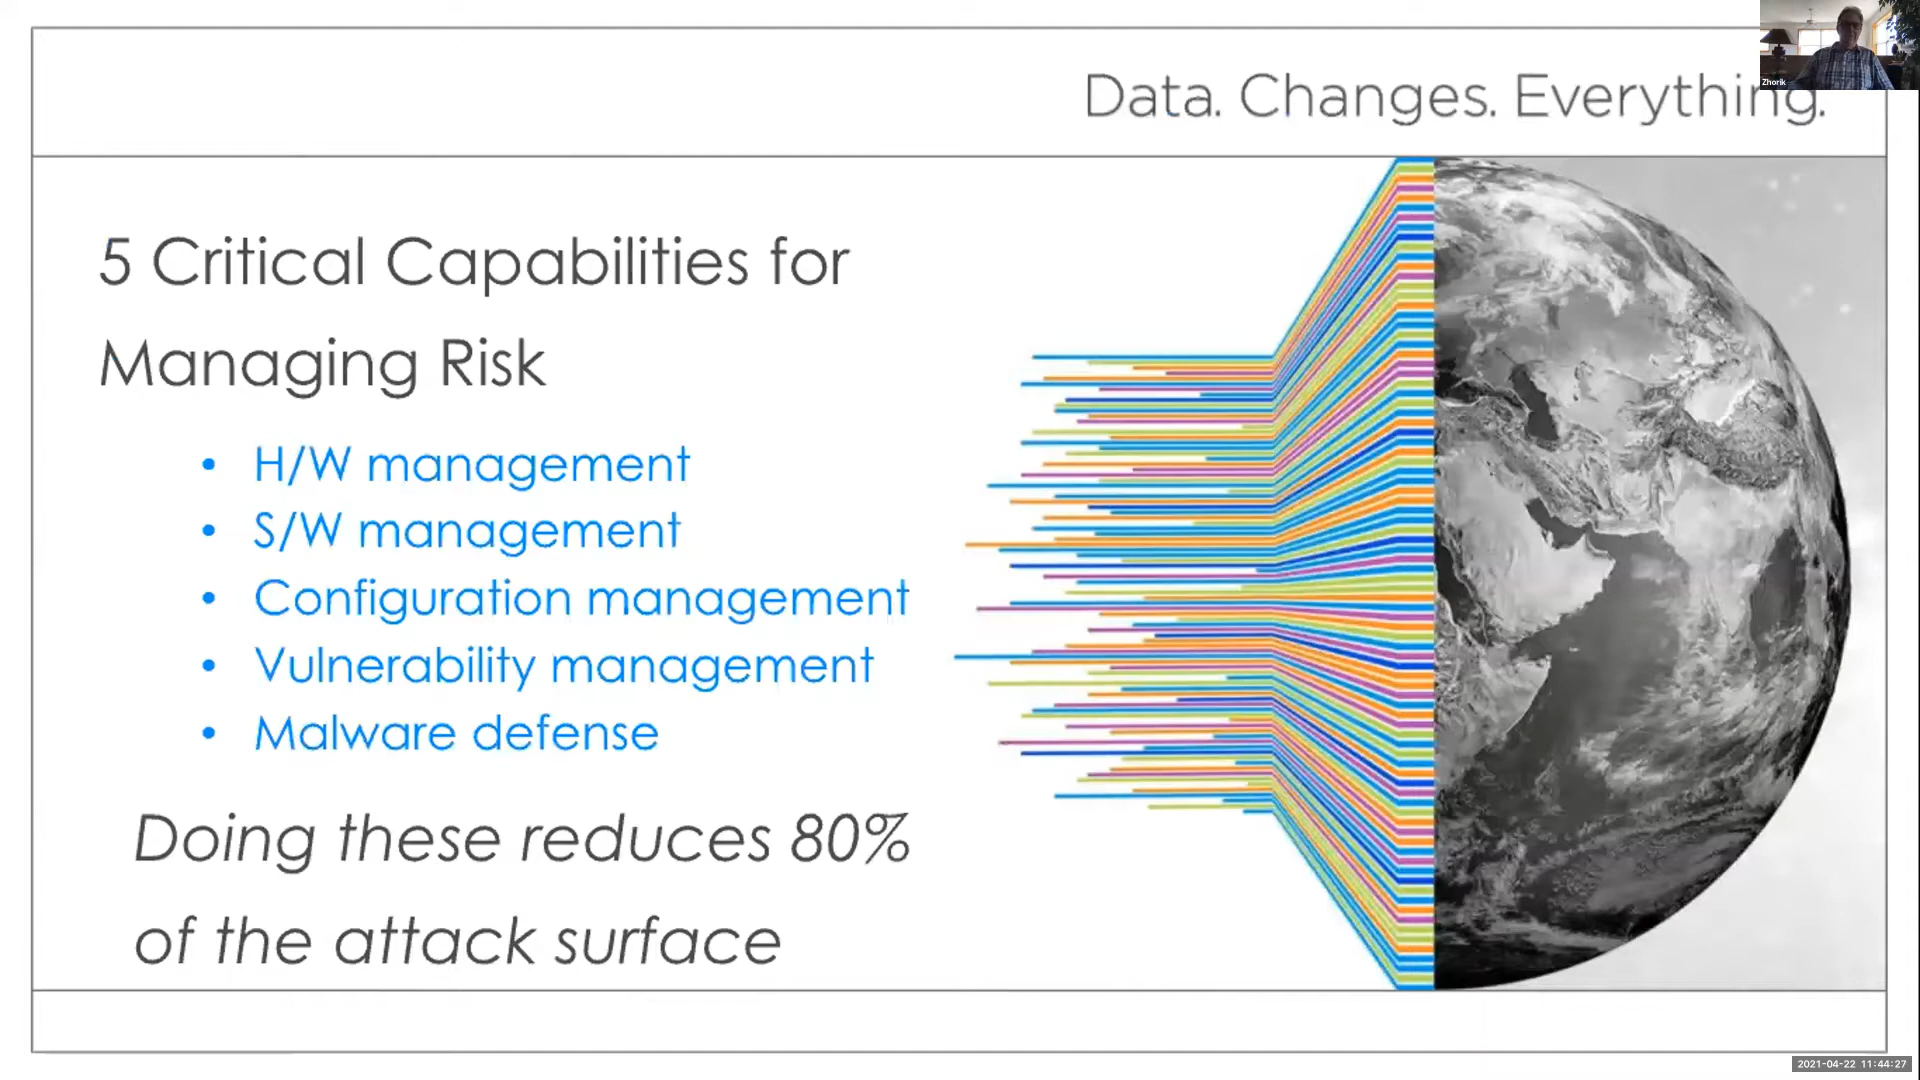 Zhorik
Data. Changes. Everything.
5 Critical Capabilities for
Managing Risk
• H/W management
• S/W management
• Configuration management
• Vulnerability management
• Malware defense
Doing these reduces 80%
of the attack surface
2021-04-22 11:44:27